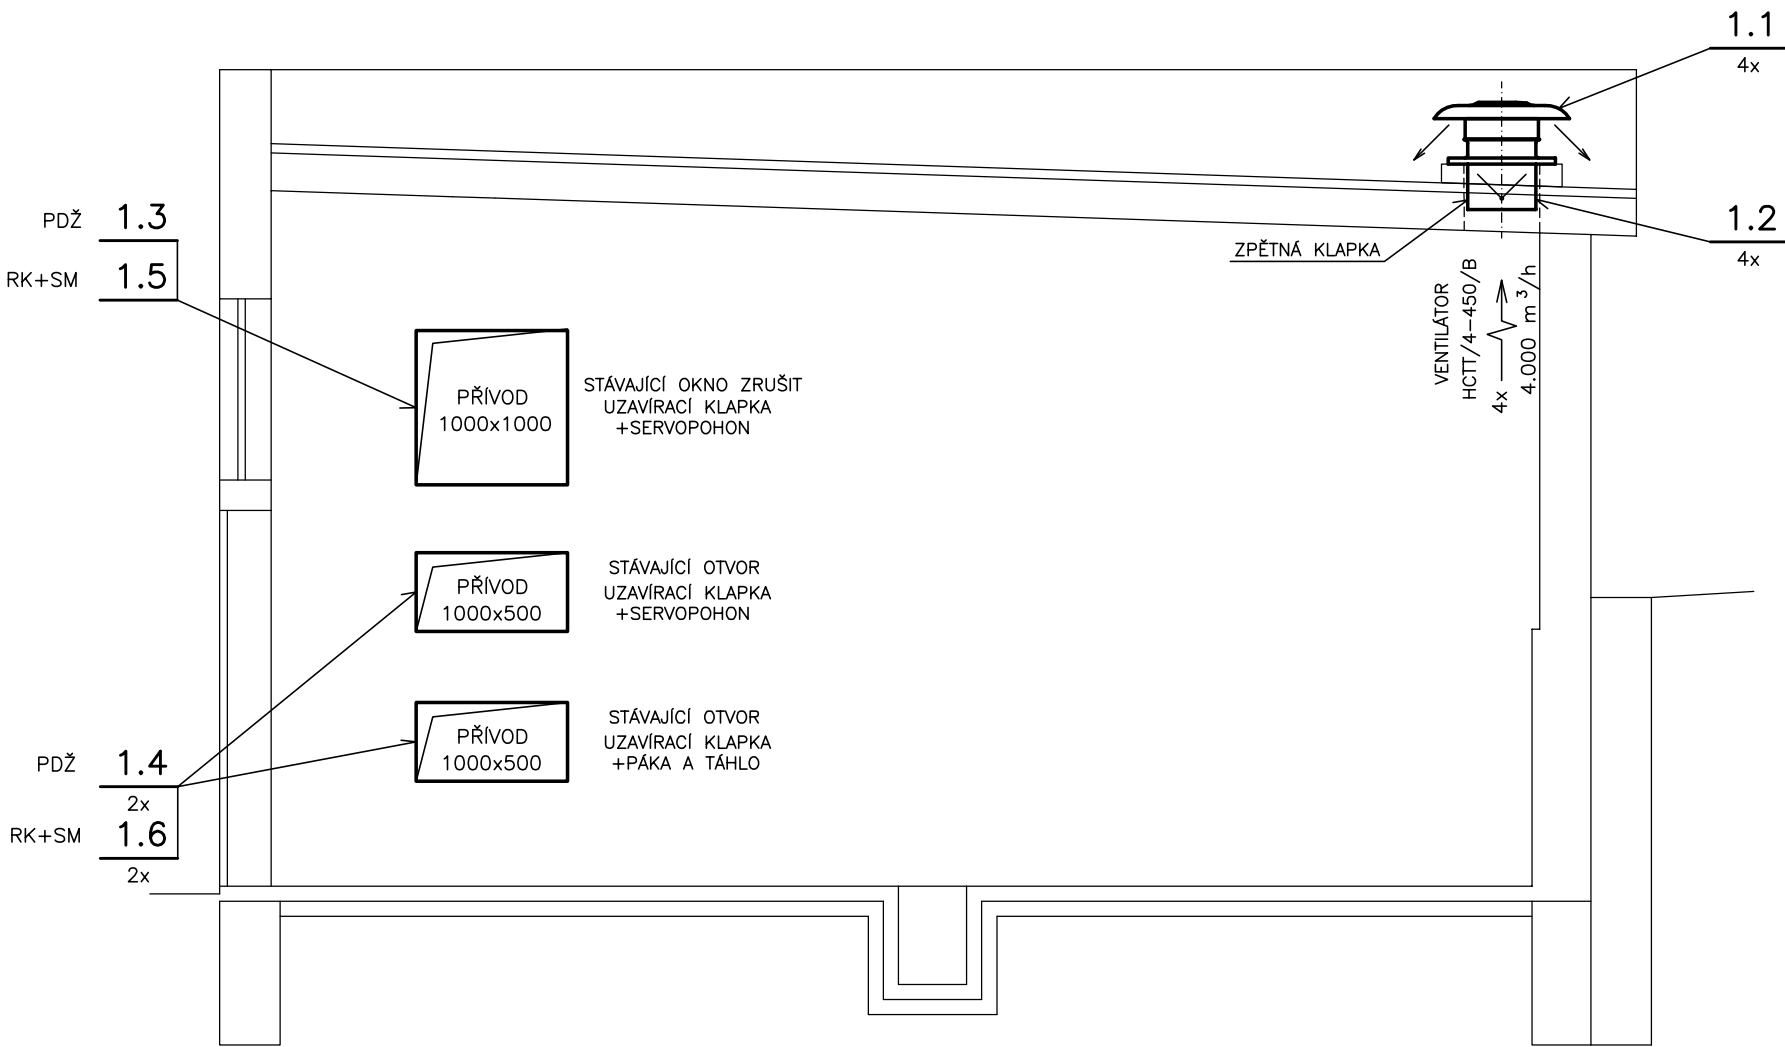 1.1
4x
PDŽ 1.3
RK+SM 1.5
1.2
4x
ZPĚTNÁ KLAPKA
VENTILÁTOR
HCTT/4-450/B
4x
4.000 m³/h
PŘÍVOD
1000x1000
STÁVAJÍCÍ OKNO ZRUŠIT
UZAVÍRACÍ KLAPKA
+SERVOPOHON
PŘÍVOD
1000x500
STÁVAJÍCÍ OTVOR
UZAVÍRACÍ KLAPKA
+SERVOPOHON
PŘÍVOD
1000x500
STÁVAJÍCÍ OTVOR
UZAVÍRACÍ KLAPKA
+PÁKA A TÁHLO
PDŽ 1.4
2x
RK+SM 1.6
2x